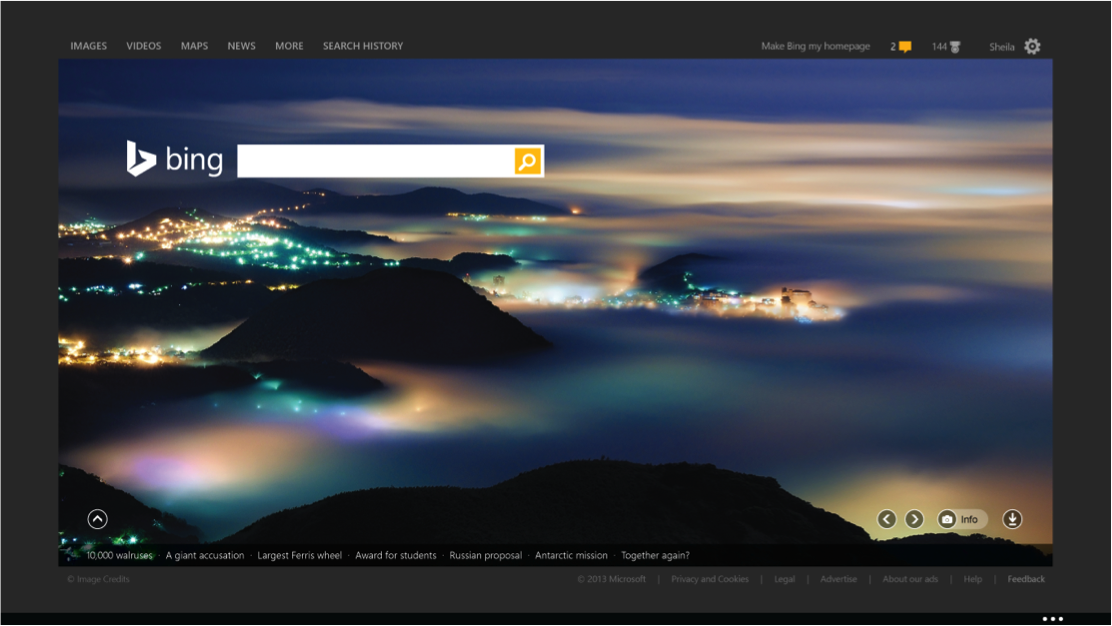 IMAGES VIDEOS MAPS NEWS MORE SEARCH HISTORY Make Bing my homepage 2 144 Sheila
bing
Info
10,000 walruses · A giant accusation · Largest Ferris wheel · Award for students · Russian proposal · Antarctic mission · Together again?
© Image Credits © 2013 Microsoft | Privacy and Cookies | Legal | Advertise | About our ads | Help | Feedback